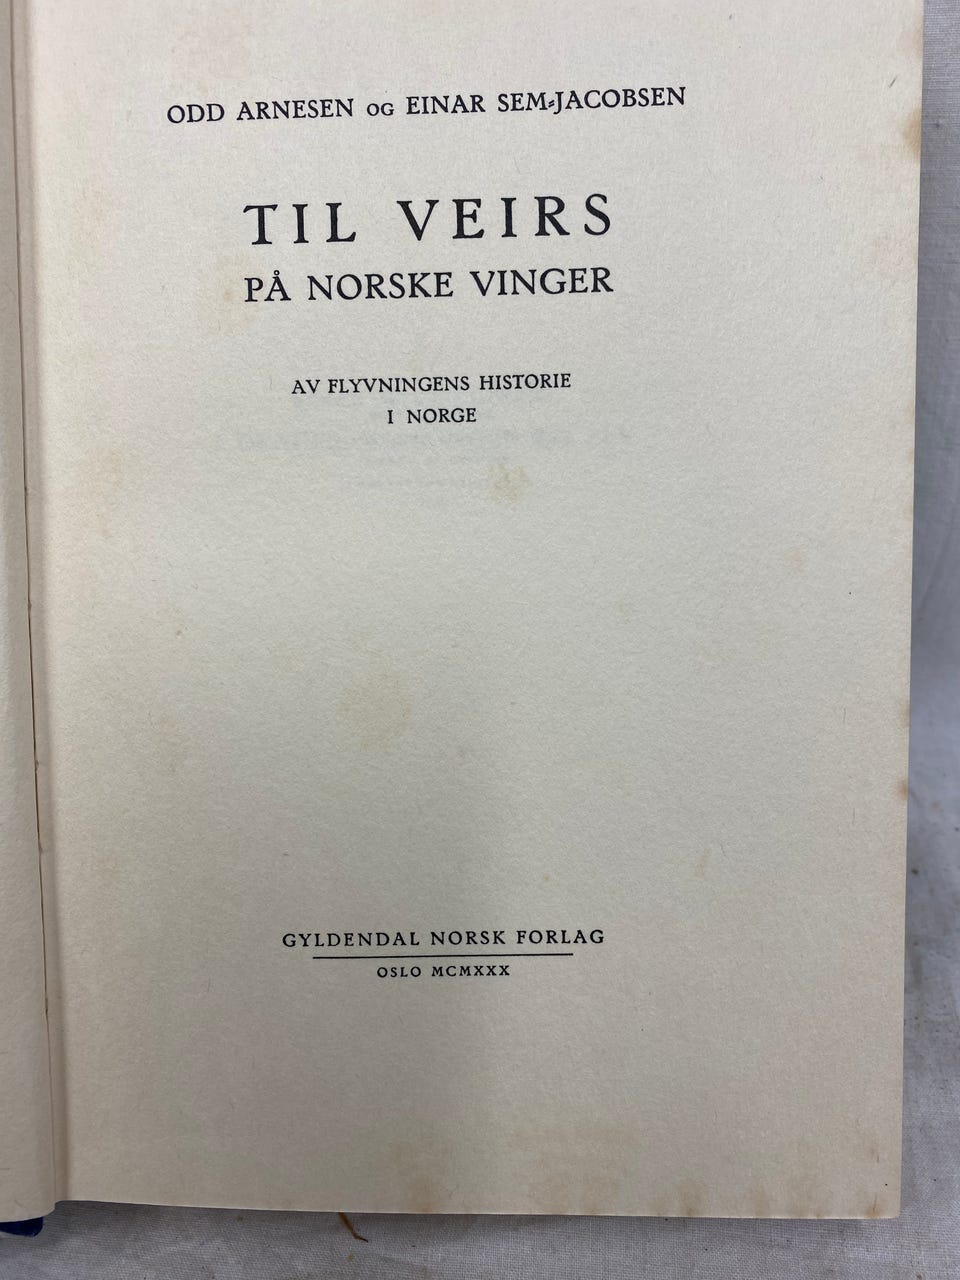 ODD ARNESEN OG EINAR SEM-JACOBSEN
TIL VEIRS
PÅ NORSKE VINGER
AV FLYVNINGENS HISTORIE
I NORGE
GYLDENDAL NORSK FORLAG
OSLO MCMXXX